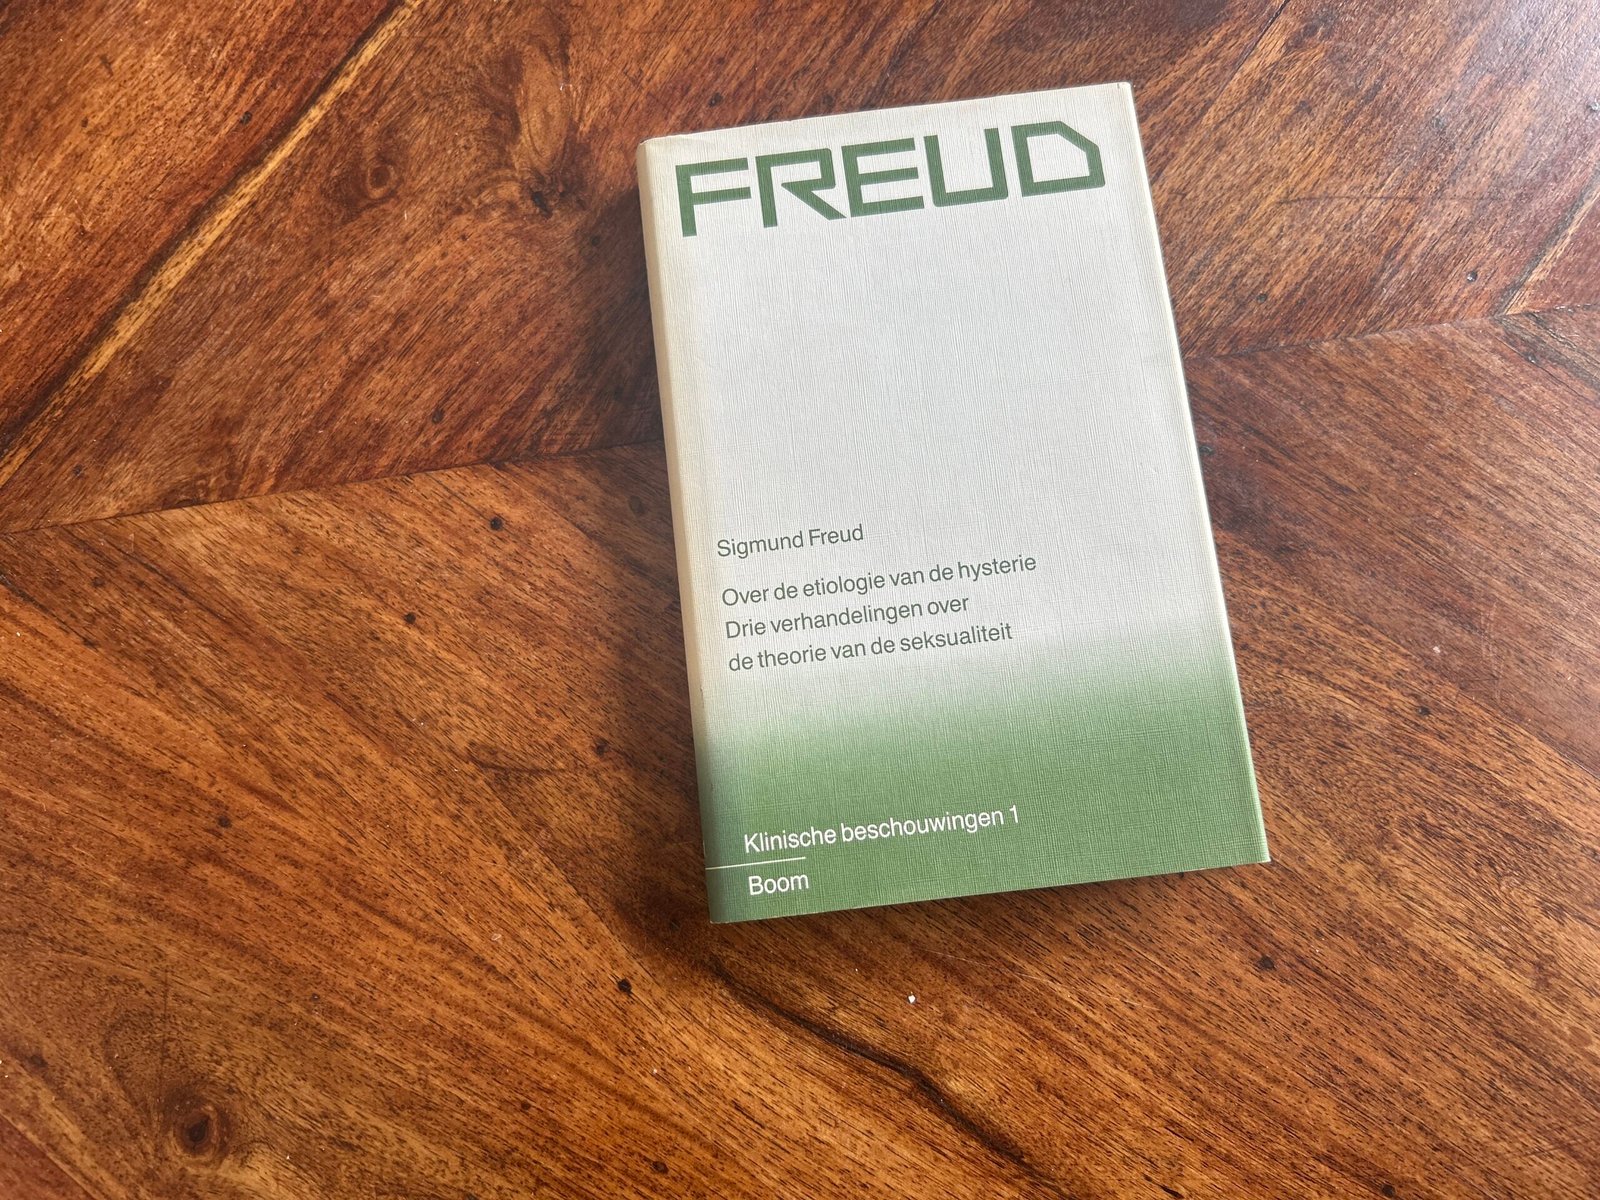 FREUD
Sigmund Freud
Over de etiologie van de hysterie
Drie verhandelingen over
de theorie van de seksualiteit
Klinische beschouwingen 1
Boom